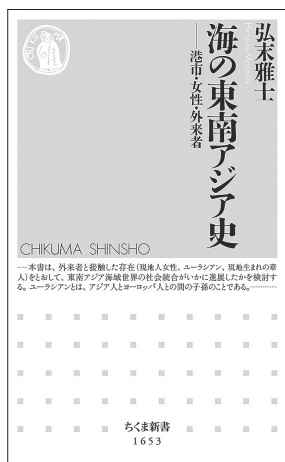 弘末雅士
Hirosue Masashi
海の東南アジア史
──港市・女性・外来者
CHIKUMA SHINSHO
……本書は、外来者と接触した存在(現地人女性、ユーラシアン、現地生まれの華
人)をとおして、東南アジア海域世界の社会統合がいかに進展したかを検討す
る。ユーラシアンとは、アジア人とヨーロッパ人との間の子孫のことである。…………
ちくま新書
1653